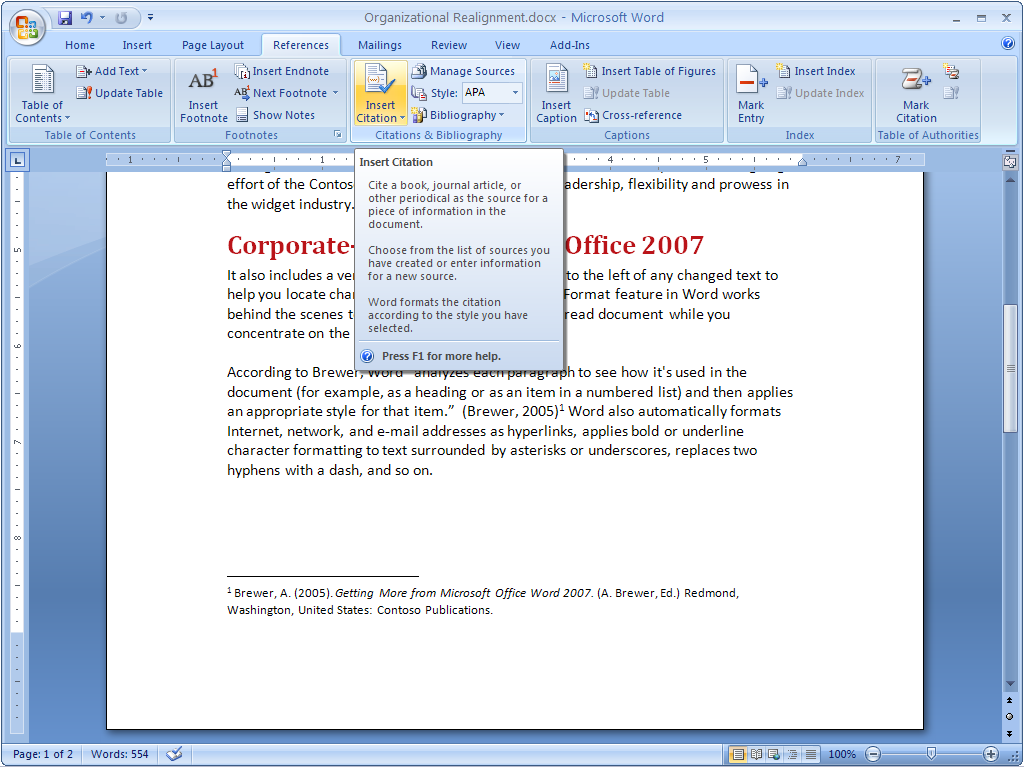 Organizational Realignment.docx - Microsoft Word
Home Insert Page Layout References Mailings Review View Add-Ins
Table of Contents
Add Text
Update Table
Table of Contents
AB1
Insert Footnote
Insert Endnote
AB1 Next Footnote
Show Notes
Footnotes
Insert Citation
Manage Sources
Style: APA
Bibliography
Citations & Bibliography
Insert Caption
Insert Table of Figures
Update Table
Cross-reference
Captions
Mark Entry
Insert Index
Update Index
Index
Mark Citation
Table of Authorities
L
1 1 4 5 7
5
6
7
8
Insert Citation
Cite a book, journal article, or
other periodical as the source for a
piece of information in the
document.
Choose from the list of sources you
have created or enter information
for a new source.
Word formats the citation
according to the style you have
selected.
Press F1 for more help.
effort of the Contos adership, flexibility and prowess in
the widget industry.
Corporate- Office 2007
It also includes a ver to the left of any changed text to
help you locate chan Format feature in Word works
behind the scenes t read document while you
concentrate on the
According to Brewer, Word analyzes each paragraph to see how it's used in the
document (for example, as a heading or as an item in a numbered list) and then applies
an appropriate style for that item.” (Brewer, 2005)1 Word also automatically formats
Internet, network, and e-mail addresses as hyperlinks, applies bold or underline
character formatting to text surrounded by asterisks or underscores, replaces two
hyphens with a dash, and so on.
1 Brewer, A. (2005). Getting More from Microsoft Office Word 2007. (A. Brewer, Ed.) Redmond,
Washington, United States: Contoso Publications.
Page: 1 of 2 Words: 554 100%